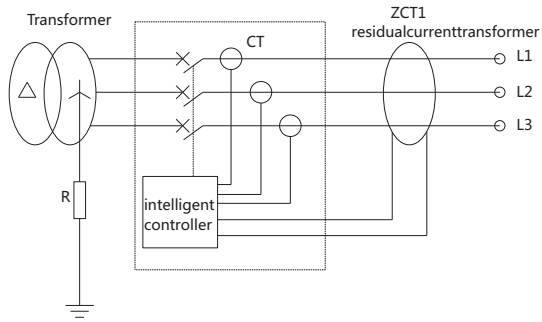 Transformer
CT
ZCT1
residualcurrenttransformer
L1
L2
L3
R
intelligent
controller